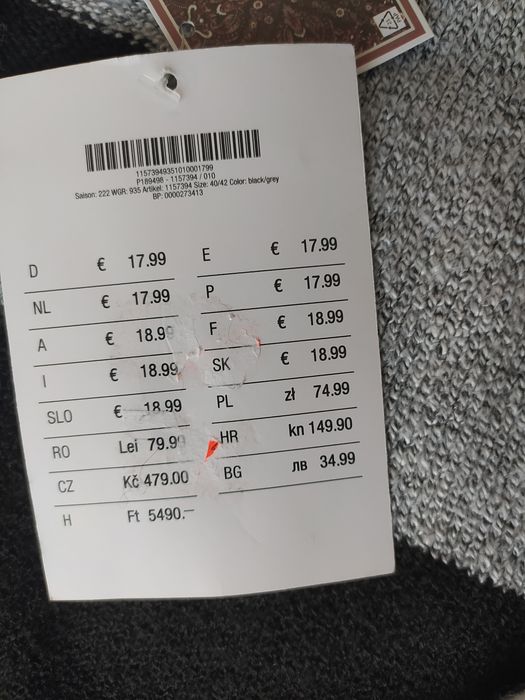 11573949351010001799
P189498 - 1157394 / 010
Saison: 222 WGR: 935 Artikel: 1157394 Size: 40/42 Color: black/grey
BP: 0000273413
D € 17.99
NL € 17.99
A € 18.99
I € 18.99
SLO € 18.99
RO Lei 79.99
CZ Kč 479.00
H Ft 5490.–
E € 17.99
P € 17.99
F € 18.99
SK € 18.99
PL zł 74.99
HR kn 149.90
BG лв 34.99